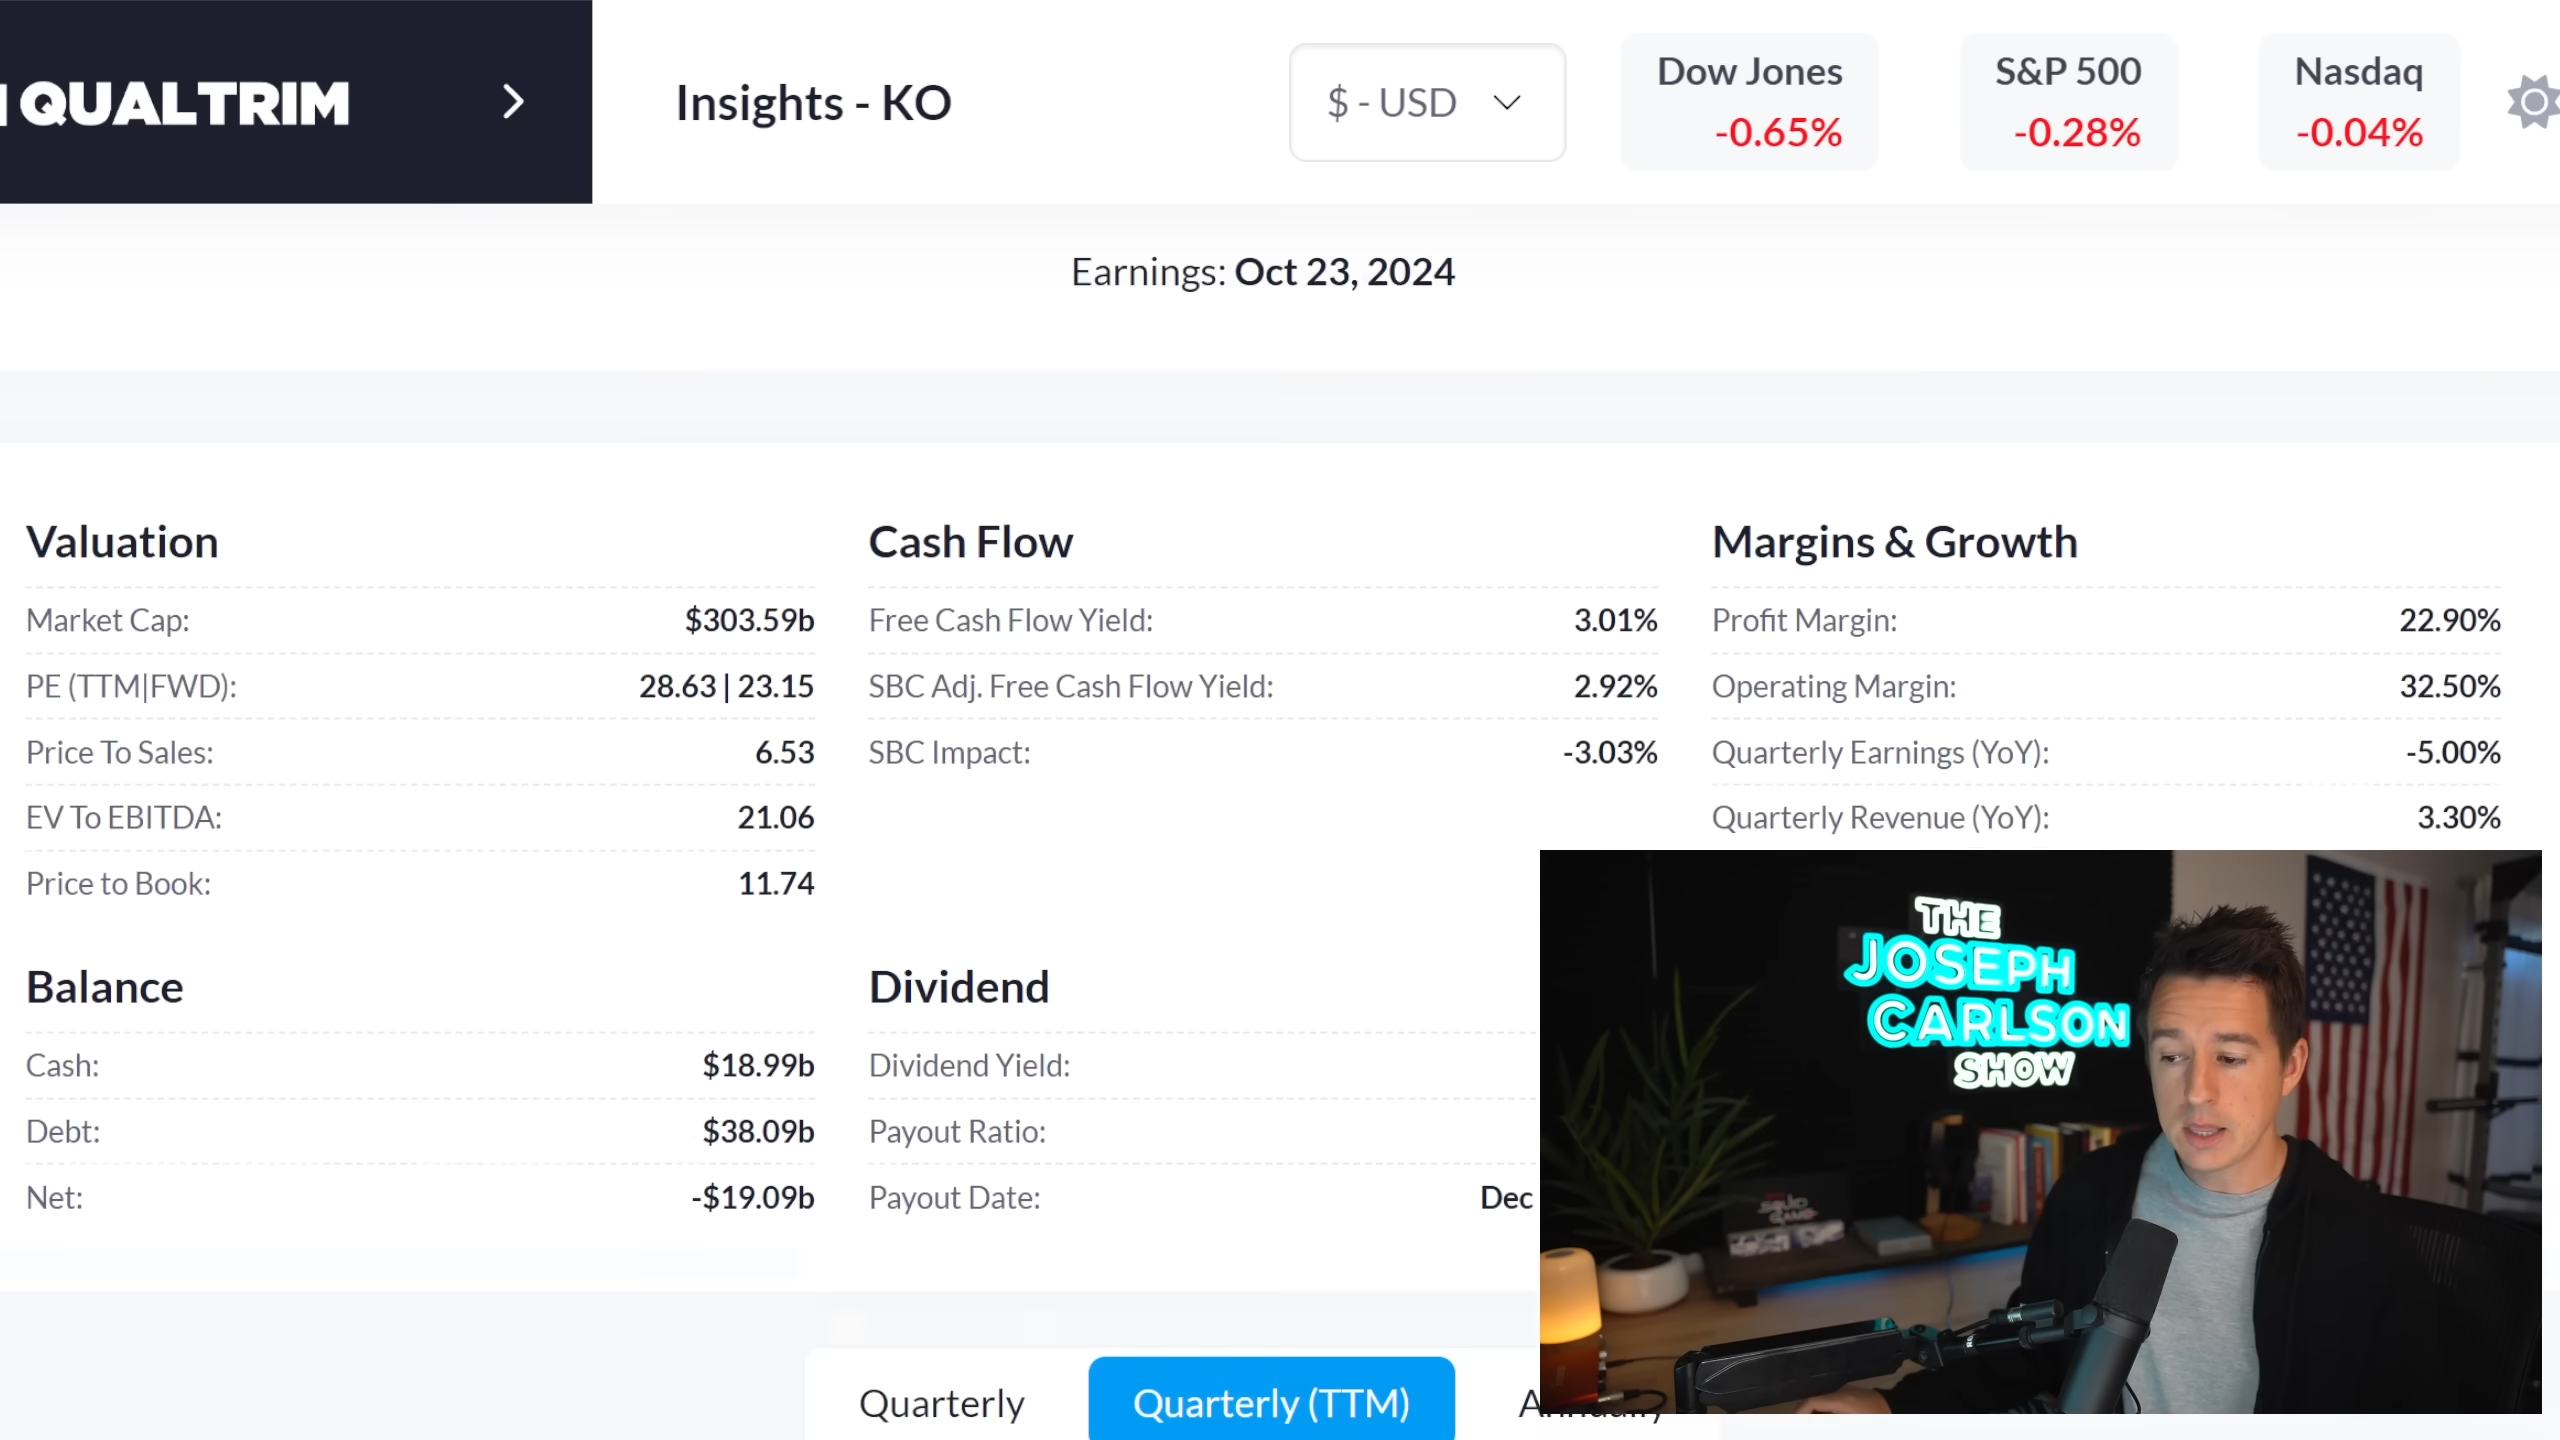 QUALTRIM
Insights - KO
$ - USD
Dow Jones
-0.65%
S&P 500
-0.28%
Nasdaq
-0.04%
Earnings: Oct 23, 2024
Valuation
Market Cap: $303.59b
PE (TTM|FWD): 28.63 | 23.15
Price To Sales: 6.53
EV To EBITDA: 21.06
Price to Book: 11.74
Cash Flow
Free Cash Flow Yield: 3.01%
SBC Adj. Free Cash Flow Yield: 2.92%
SBC Impact: -3.03%
Margins & Growth
Profit Margin: 22.90%
Operating Margin: 32.50%
Quarterly Earnings (YoY): -5.00%
Quarterly Revenue (YoY): 3.30%
Balance
Cash: $18.99b
Debt: $38.09b
Net: -$19.09b
Dividend
Dividend Yield:
Payout Ratio:
Payout Date: Dec
THE
JOSEPH
CARLSON
SHOW
Quarterly
Quarterly (TTM)